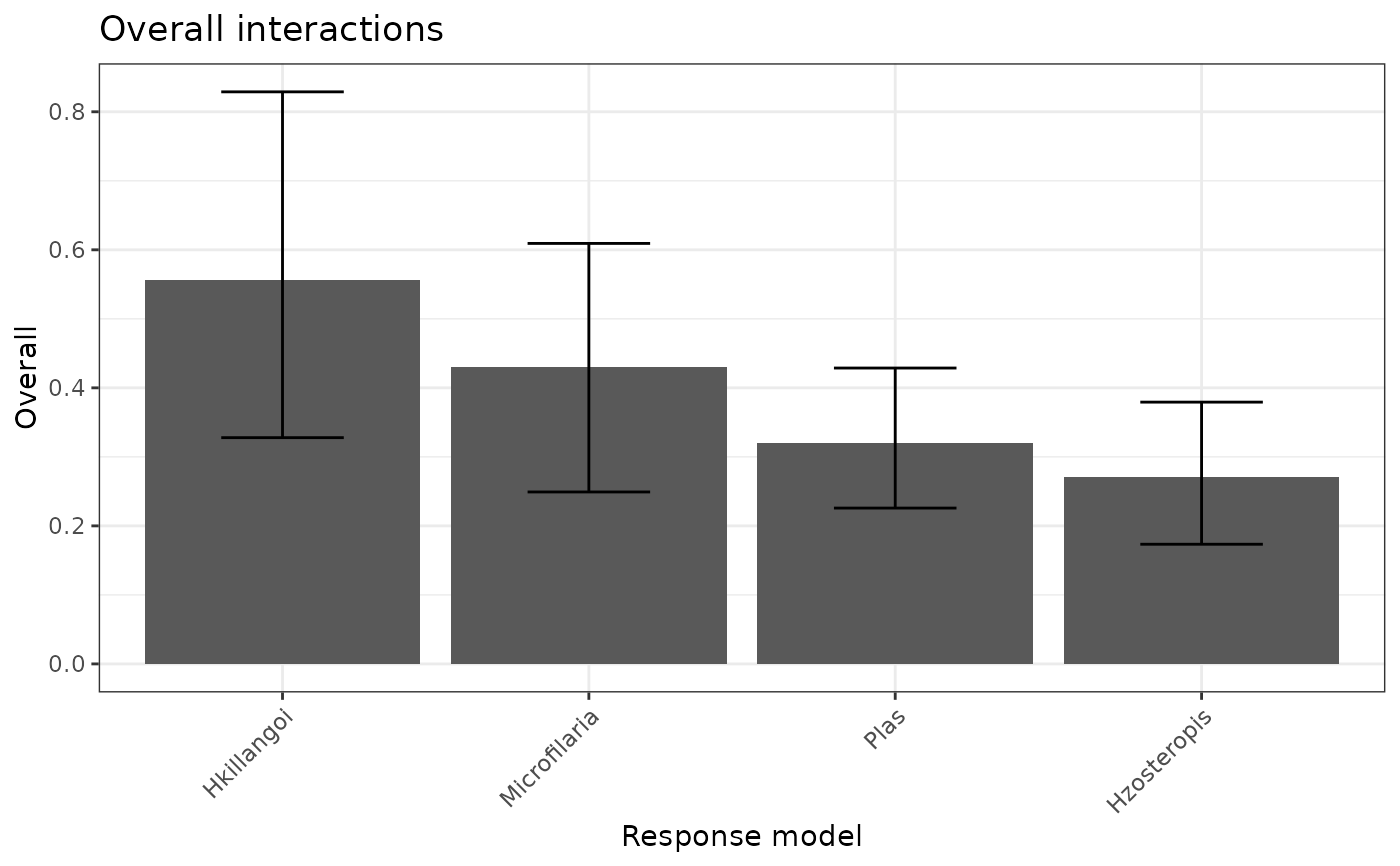 Overall interactions
Overall
0.8
0.6
0.4
0.2
0.0
Hkillangoi
Microfilaria
Plas
Hzosteropis
Response model